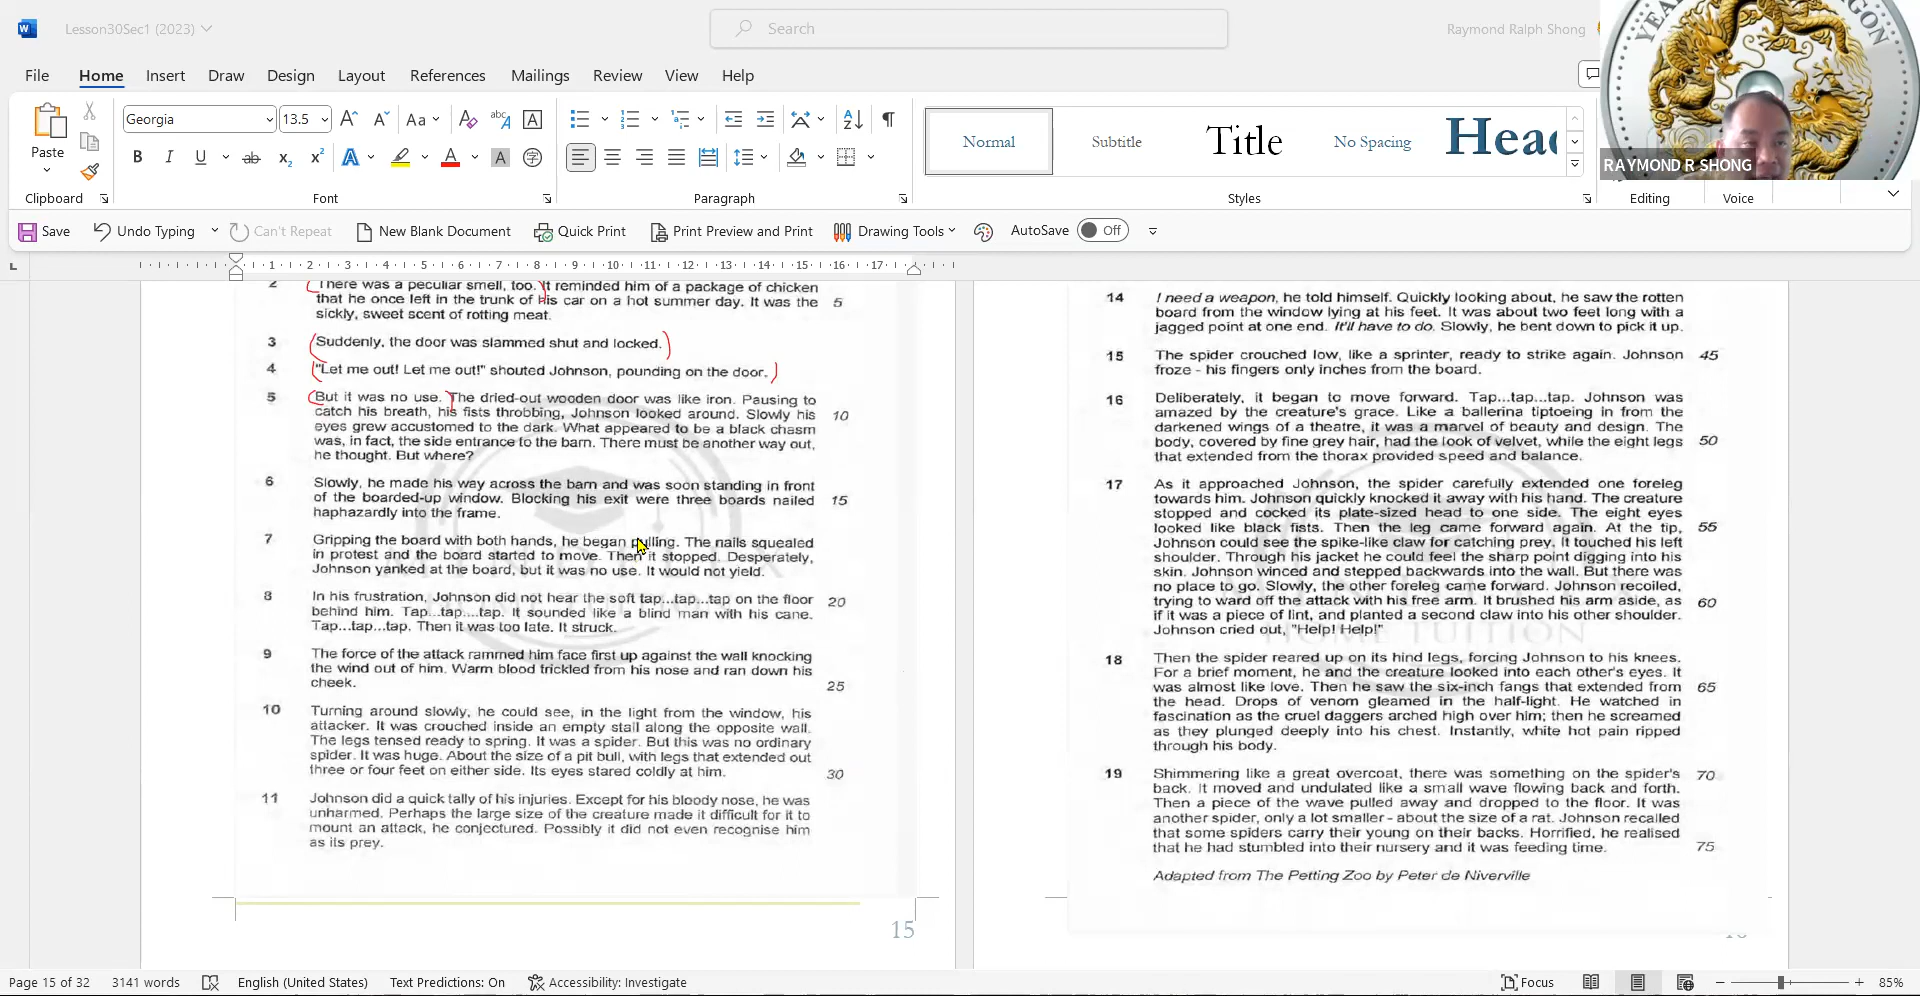 Lesson30Sec1 (2023)
Search
Raymond Ralph Shong
File Home Insert Draw Design Layout References Mailings Review View Help
Georgia 13.5
Paste
Normal Subtitle Title No Spacing Head
Clipboard Font Paragraph Styles Editing Voice
YEAR
RAYMOND R SHONG
Save Undo Typing Can't Repeat New Blank Document Quick Print Print Preview and Print Drawing Tools AutoSave Off
1 2 3 4 5 6 7 8 9 10 11 12 13 14 15 16 17
2 There was a peculiar smell, too. It reminded him of a package of chicken
that he once left in the trunk of his car on a hot summer day. It was the 5
sickly, sweet scent of rotting meat.
3 Suddenly, the door was slammed shut and locked.
4 "Let me out! Let me out!" shouted Johnson, pounding on the door.
5 But it was no use. The dried-out wooden door was like iron. Pausing to
catch his breath, his fists throbbing, Johnson looked around. Slowly his 10
eyes grew accustomed to the dark. What appeared to be a black chasm
was, in fact, the side entrance to the barn. There must be another way out,
he thought. But where?
6 Slowly, he made his way across the barn and was soon standing in front
of the boarded-up window. Blocking his exit were three boards nailed 15
haphazardly into the frame.
7 Gripping the board with both hands, he began pulling. The nails squealed
in protest and the board started to move. Then it stopped. Desperately,
Johnson yanked at the board, but it was no use. It would not yield.
8 In his frustration, Johnson did not hear the soft tap...tap...tap on the floor 20
behind him. Tap...tap....tap. It sounded like a blind man with his cane.
Tap...tap...tap. Then it was too late. It struck.
9 The force of the attack rammed him face first up against the wall knocking
the wind out of him. Warm blood trickled from his nose and ran down his
cheek. 25
10 Turning around slowly, he could see, in the light from the window, his
attacker. It was crouched inside an empty stall along the opposite wall.
The legs tensed ready to spring. It was a spider. But this was no ordinary
spider. It was huge. About the size of a pit bull, with legs that extended out
three or four feet on either side. Its eyes stared coldly at him. 30
11 Johnson did a quick tally of his injuries. Except for his bloody nose, he was
unharmed. Perhaps the large size of the creature made it difficult for it to
mount an attack, he conjectured. Possibly it did not even recognise him
as its prey.
15
14 I need a weapon, he told himself. Quickly looking about, he saw the rotten
board from the window lying at his feet. It was about two feet long with a
jagged point at one end. It'll have to do. Slowly, he bent down to pick it up.
15 The spider crouched low, like a sprinter, ready to strike again. Johnson 45
froze - his fingers only inches from the board.
16 Deliberately, it began to move forward. Tap...tap...tap. Johnson was
amazed by the creature's grace. Like a ballerina tiptoeing in from the
darkened wings of a theatre, it was a marvel of beauty and design. The
body, covered by fine grey hair, had the look of velvet, while the eight legs 50
that extended from the thorax provided speed and balance.
17 As it approached Johnson, the spider carefully extended one foreleg
towards him. Johnson quickly knocked it away with his hand. The creature
stopped and cocked its plate-sized head to one side. The eight eyes
looked like black fists. Then the leg came forward again. At the tip, 55
Johnson could see the spike-like claw for catching prey. It touched his left
shoulder. Through his jacket he could feel the sharp point digging into his
skin. Johnson winced and stepped backwards into the wall. But there was
no place to go. Slowly, the other foreleg came forward. Johnson recoiled,
trying to ward off the attack with his free arm. It brushed his arm aside, as 60
if it was a piece of lint, and planted a second claw into his other shoulder.
Johnson cried out, "Help! Help!"
HOME TUITION
18 Then the spider reared up on its hind legs, forcing Johnson to his knees.
For a brief moment, he and the creature looked into each other's eyes. It
was almost like love. Then he saw the six-inch fangs that extended from 65
the head. Drops of venom gleamed in the half-light. He watched in
fascination as the cruel daggers arched high over him; then he screamed
as they plunged deeply into his chest. Instantly, white hot pain ripped
through his body.
19 Shimmering like a great overcoat, there was something on the spider's 70
back. It moved and undulated like a small wave flowing back and forth.
Then a piece of the wave pulled away and dropped to the floor. It was
another spider, only a lot smaller - about the size of a rat. Johnson recalled
that some spiders carry their young on their backs. Horrified, he realised
that he had stumbled into their nursery and it was feeding time. 75
Adapted from The Petting Zoo by Peter de Niverville
Page 15 of 32 3141 words English (United States) Text Predictions: On Accessibility: Investigate Focus 85%